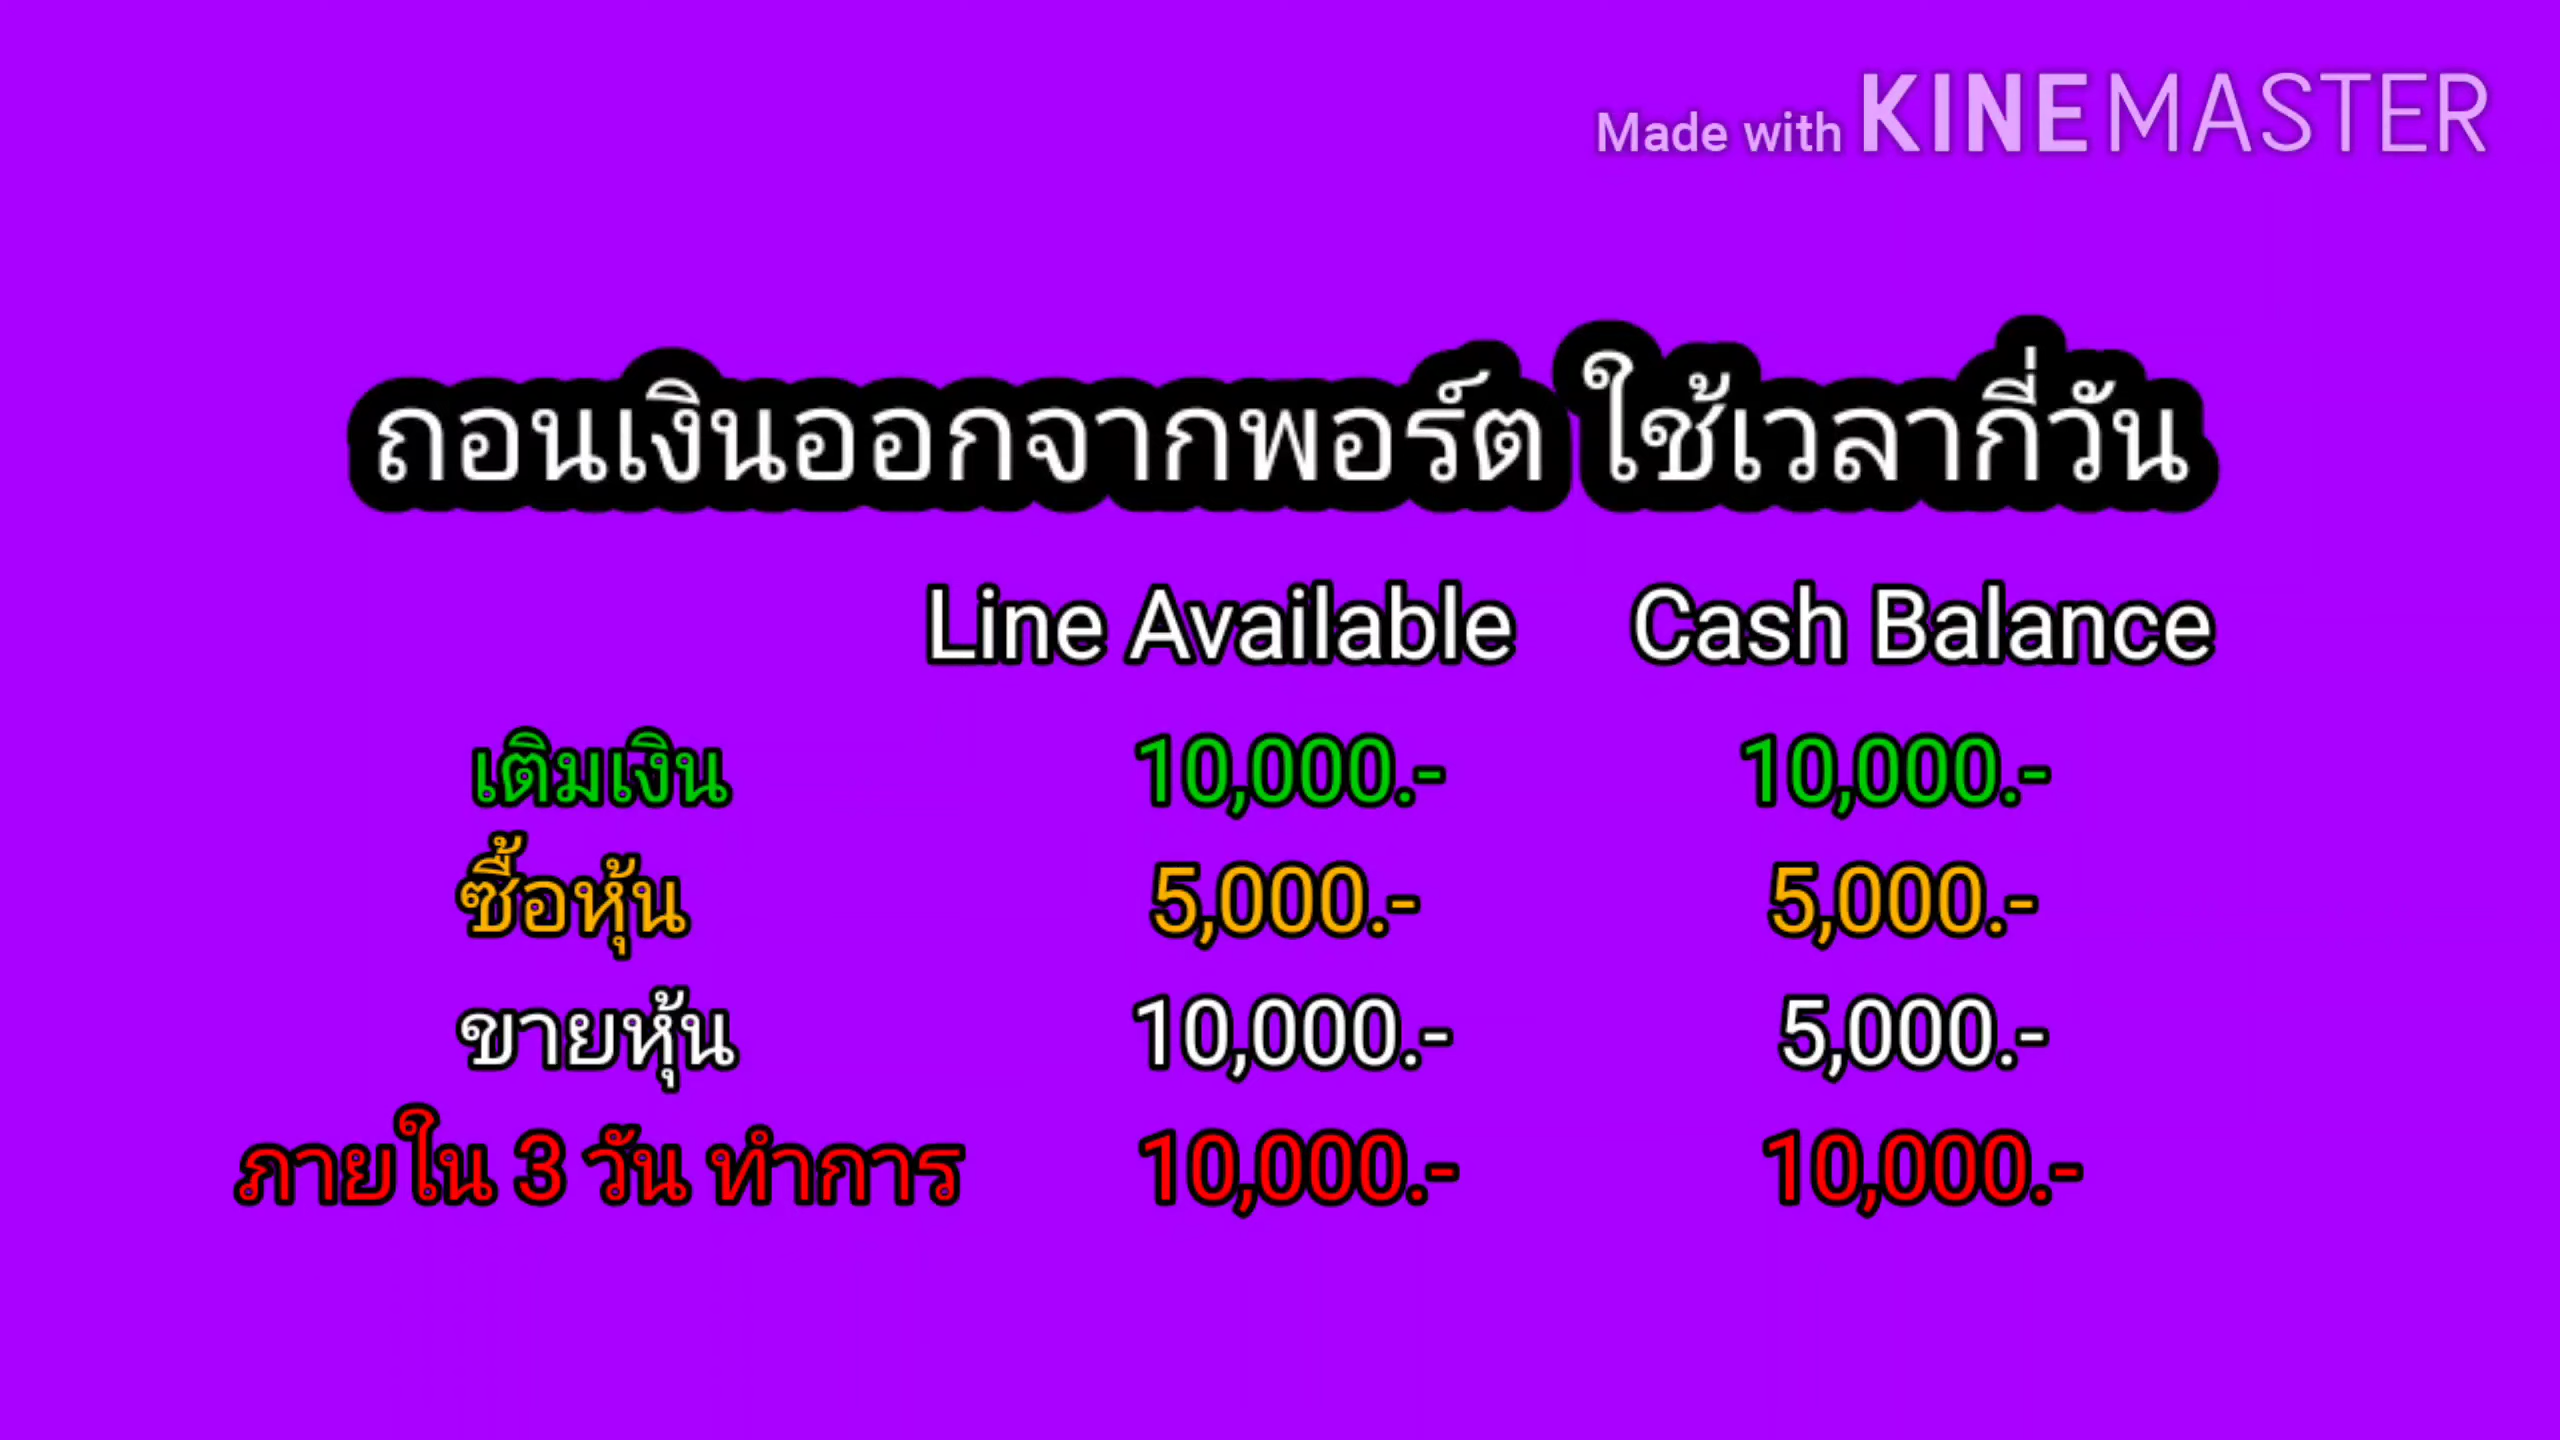 Made with KINEMASTER
ถอนเงินออกจากพอร์ต ใช้เวลากี่วัน
Line Available Cash Balance
เติมเงิน 10,000.- 10,000.-
ซื้อหุ้น 5,000.- 5,000.-
ขายหุ้น 10,000.- 5,000.-
ภายใน 3 วัน ทำการ 10,000.- 10,000.-